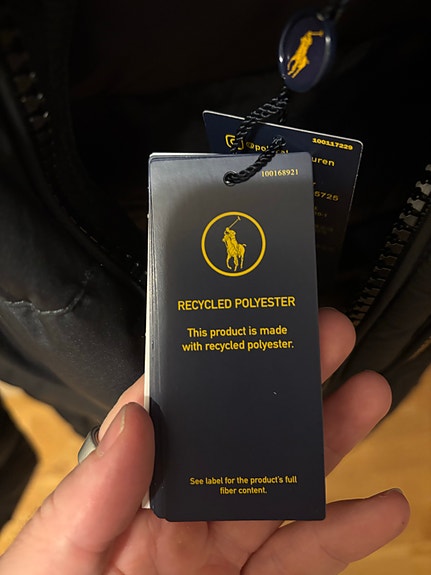 100117229
100168921
RECYCLED POLYESTER
This product is made
with recycled polyester.
See label for the product's full
fiber content.